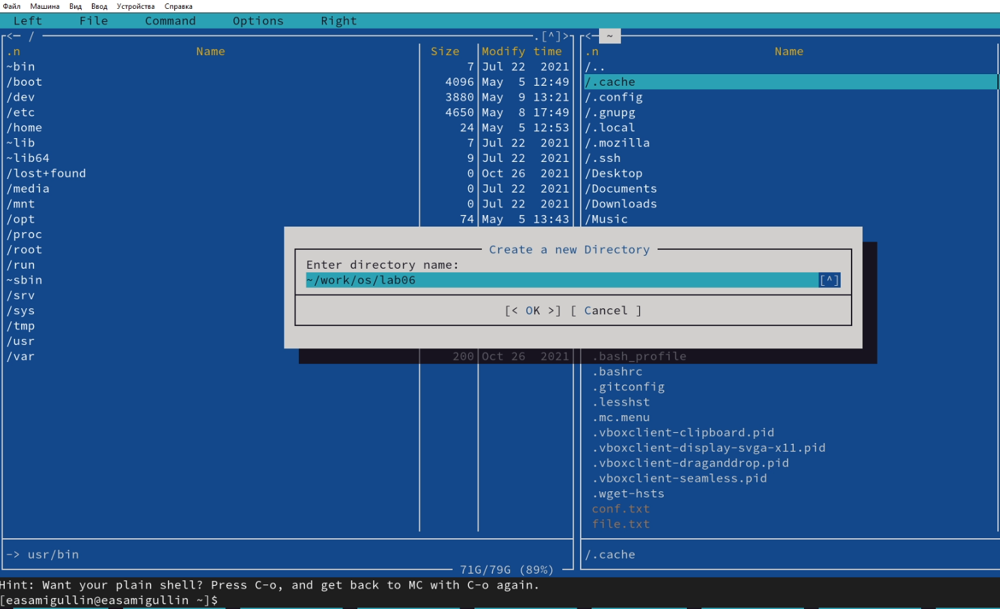 Файл Машина Вид Ввод Устройства Справка
Left File Command Options Right
<- / .[^]>
.n Name Size Modify time
~bin 7 Jul 22 2021
/boot 4096 May 5 12:49
/dev 3880 May 9 13:21
/etc 4650 May 8 17:49
/home 24 May 5 12:53
~lib 7 Jul 22 2021
~lib64 9 Jul 22 2021
/lost+found 0 Oct 26 2021
/media 0 Jul 22 2021
/mnt 0 Jul 22 2021
/opt 74 May 5 13:43
/proc
/root
/run
~sbin
/srv
/sys
/tmp
/usr
/var 200 Oct 26 2021
-> usr/bin
71G/79G (89%)
<- ~
.n Name
/..
/.cache
/.config
/.gnupg
/.local
/.mozilla
/.ssh
/Desktop
/Documents
/Downloads
/Music
.bash_profile
.bashrc
.gitconfig
.lesshst
.mc.menu
.vboxclient-clipboard.pid
.vboxclient-display-svga-x11.pid
.vboxclient-draganddrop.pid
.vboxclient-seamless.pid
.wget-hsts
conf.txt
file.txt
/.cache
Create a new Directory
Enter directory name:
~/work/os/lab06 [^]
[< OK >] [ Cancel ]
Hint: Want your plain shell? Press C-o, and get back to MC with C-o again.
[easamigullin@easamigullin ~]$